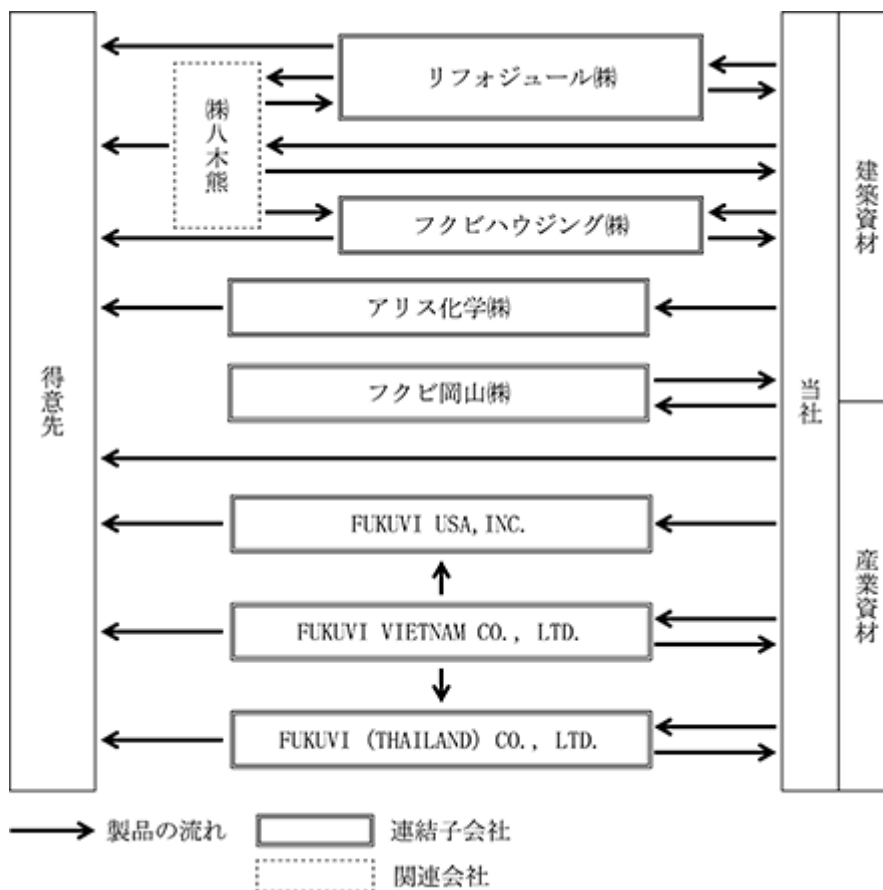 リフォジュール㈱
㈱八木熊
フクビハウジング㈱
アリス化学㈱
フクビ岡山㈱
得意先
当社
建築資材
産業資材
FUKUVI USA,INC.
FUKUVI VIETNAM CO., LTD.
FUKUVI (THAILAND) CO., LTD.
製品の流れ
連結子会社
関連会社